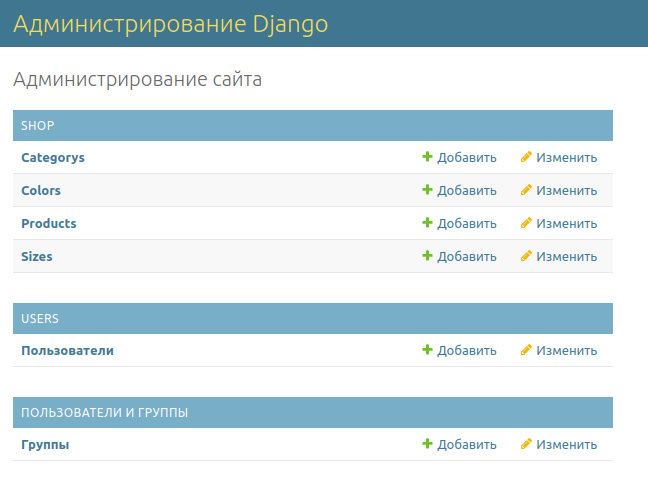 Администрирование Django
Администрирование сайта
SHOP
Categorys Добавить Изменить
Colors Добавить Изменить
Products Добавить Изменить
Sizes Добавить Изменить
USERS
Пользователи Добавить Изменить
ПОЛЬЗОВАТЕЛИ И ГРУППЫ
Группы Добавить Изменить